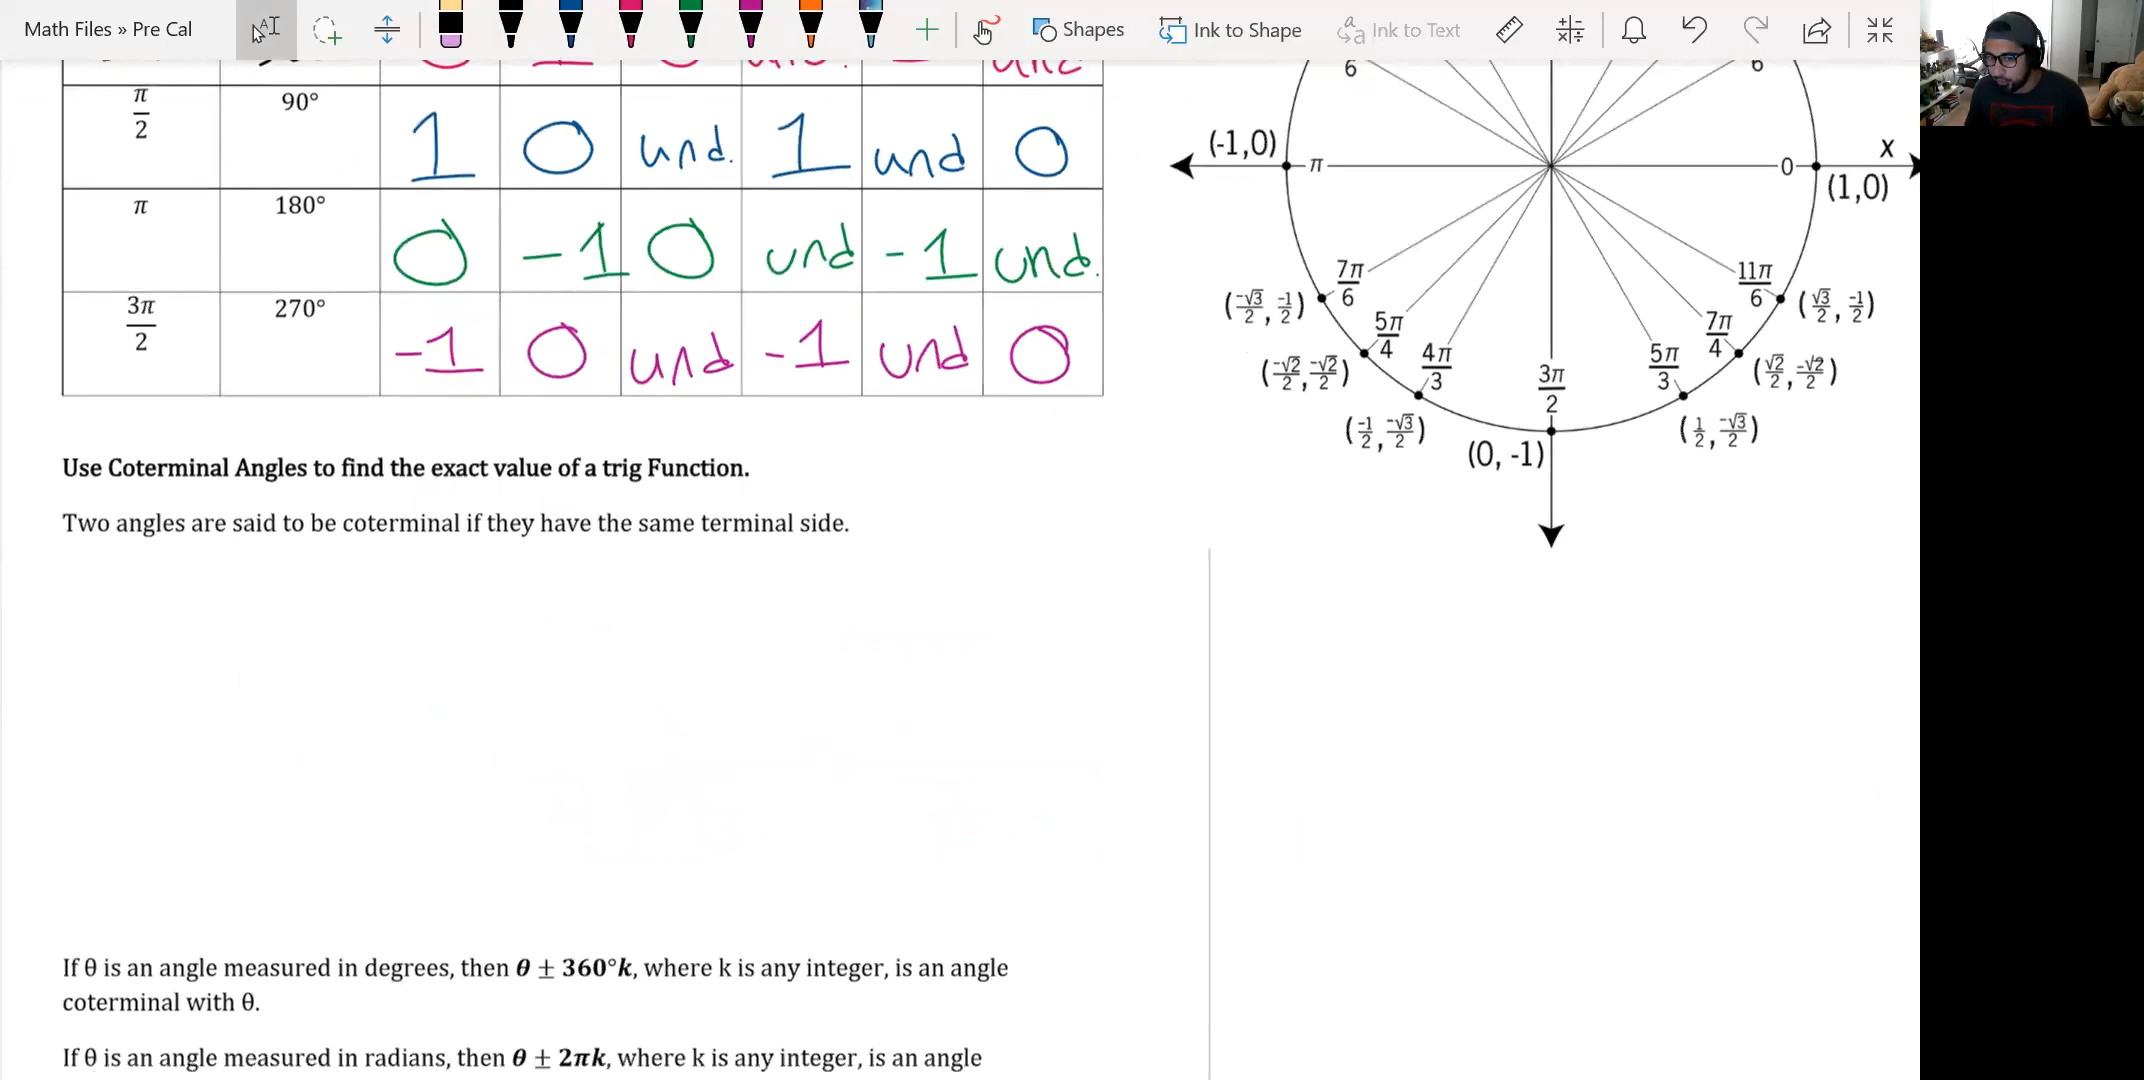 Math Files » Pre Cal
Shapes
Ink to Shape
Ink to Text
π/2 90° 1 0 und. 1 und 0
π 180° 0 -1 0 und -1 und.
3π/2 270° -1 0 und -1 und 0
Use Coterminal Angles to find the exact value of a trig Function.
Two angles are said to be coterminal if they have the same terminal side.
If θ is an angle measured in degrees, then θ ± 360°k, where k is any integer, is an angle
coterminal with θ.
If θ is an angle measured in radians, then θ ± 2πk, where k is any integer, is an angle
6 6
(-1,0) π 0 x
(1,0)
7π/6 11π/6
(-√3/2, -1/2) (√3/2, -1/2)
5π/4 7π/4
4π/3 5π/3
3π/2
(-√2/2, -√2/2) (√2/2, -√2/2)
(-1/2, -√3/2) (0, -1) (1/2, -√3/2)